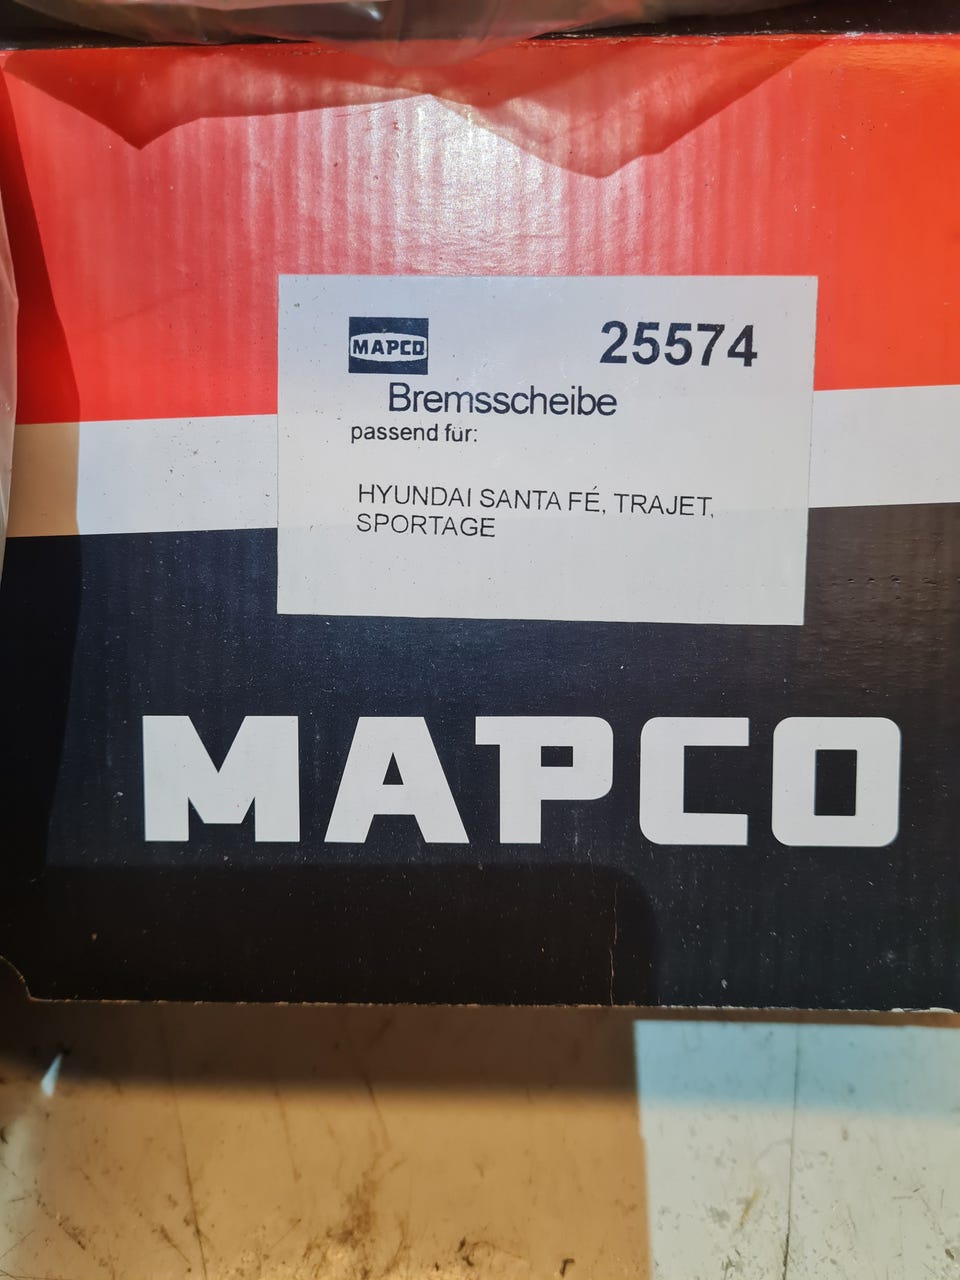 MAPCO
25574
Bremsscheibe
passend für:
HYUNDAI SANTA FÉ, TRAJET,
SPORTAGE
MAPCO